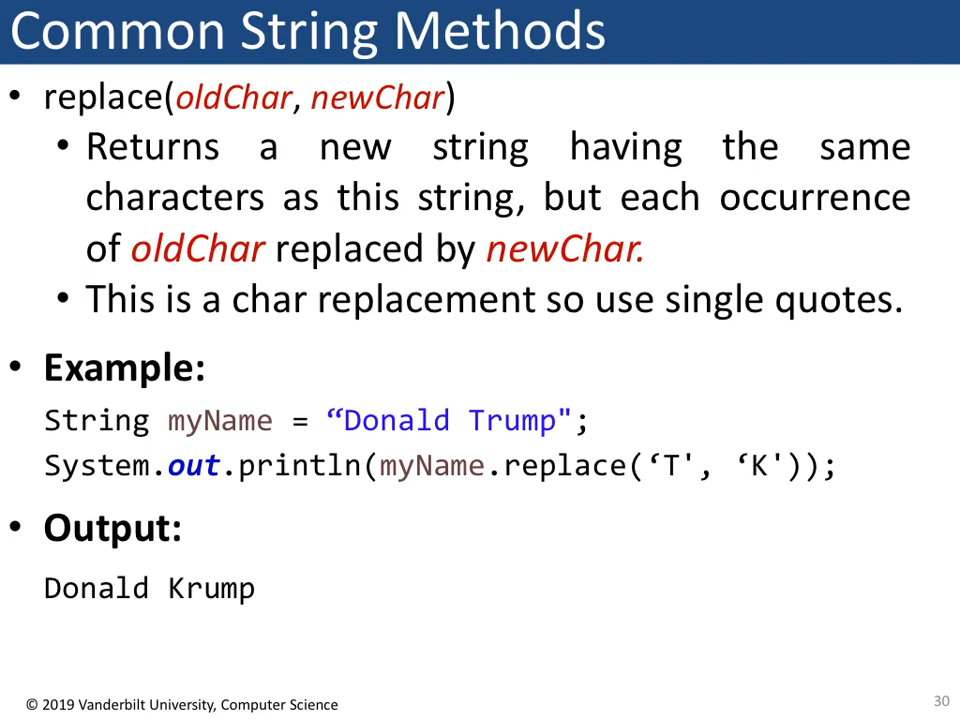 Common String Methods
• replace(oldChar, newChar)
• Returns a new string having the same
characters as this string, but each occurrence
of oldChar replaced by newChar.
• This is a char replacement so use single quotes.
• Example:
String myName = “Donald Trump";
System.out.println(myName.replace(‘T', ‘K'));
• Output:
Donald Krump
© 2019 Vanderbilt University, Computer Science
30